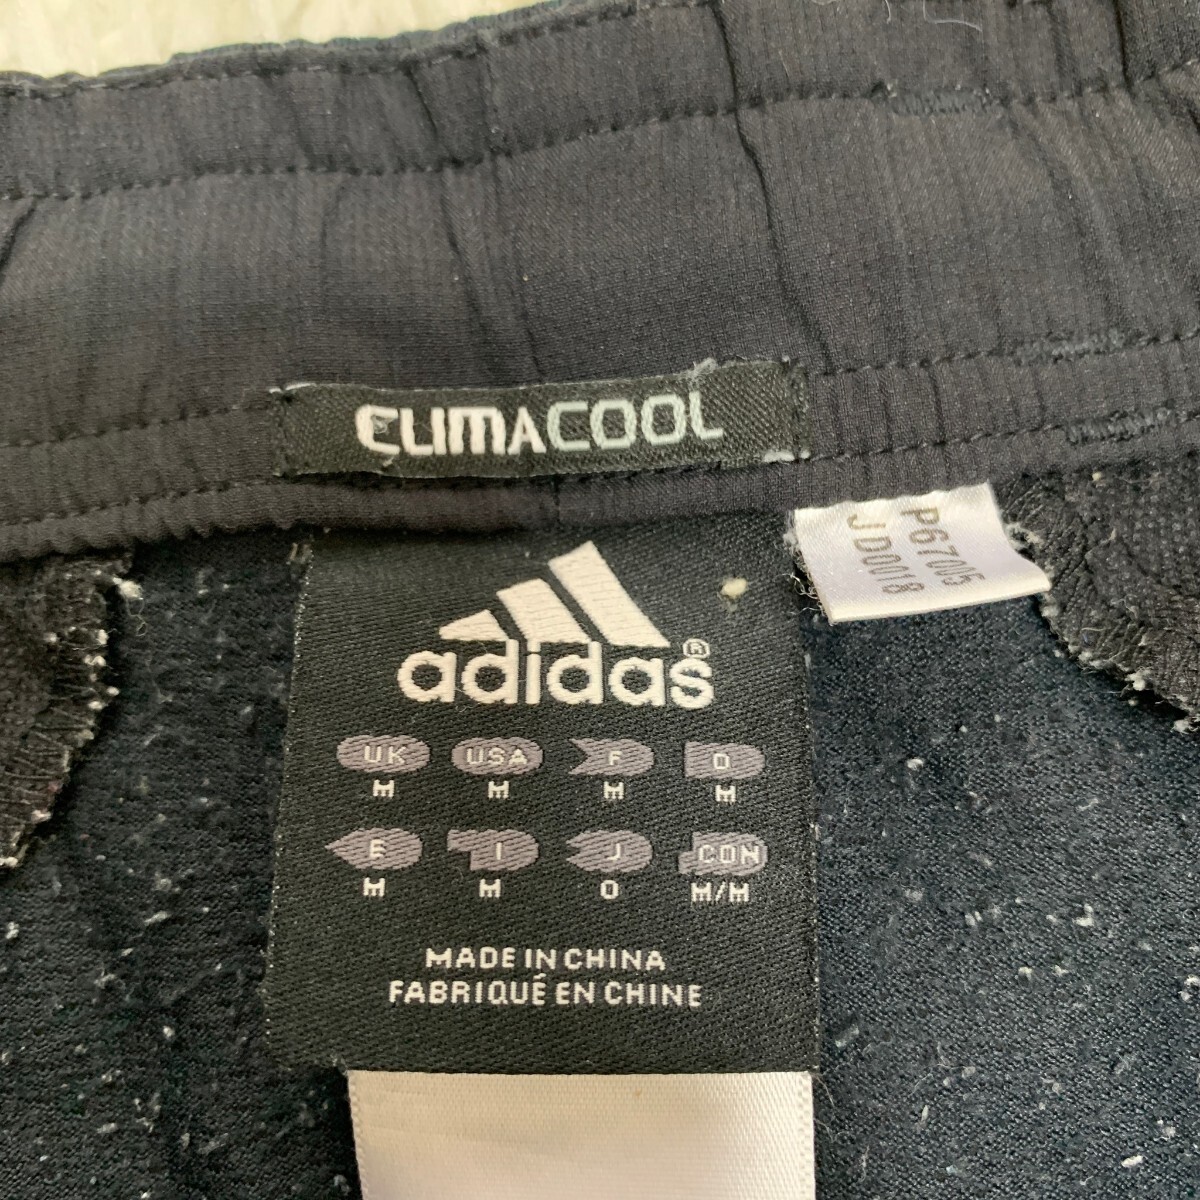 CLIMACOOL
P67005
JD0018
adidas®
UK USA F D
M M M M
E I J CON
M M O M/M
MADE IN CHINA
FABRIQUÉ EN CHINE